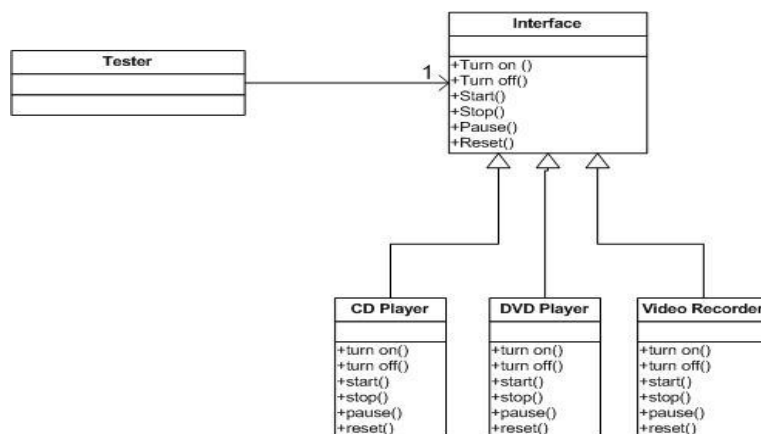 Interface
Tester
1
+Turn on ()
+Turn off()
+Start()
+Stop()
+Pause()
+Reset()
CD Player
+turn on()
+turn off()
+start()
+stop()
+pause()
+reset()
DVD Player
+turn on()
+turn off()
+start()
+stop()
+pause()
+reset()
Video Recorder
+turn on()
+turn off()
+start()
+stop()
+pause()
+reset()